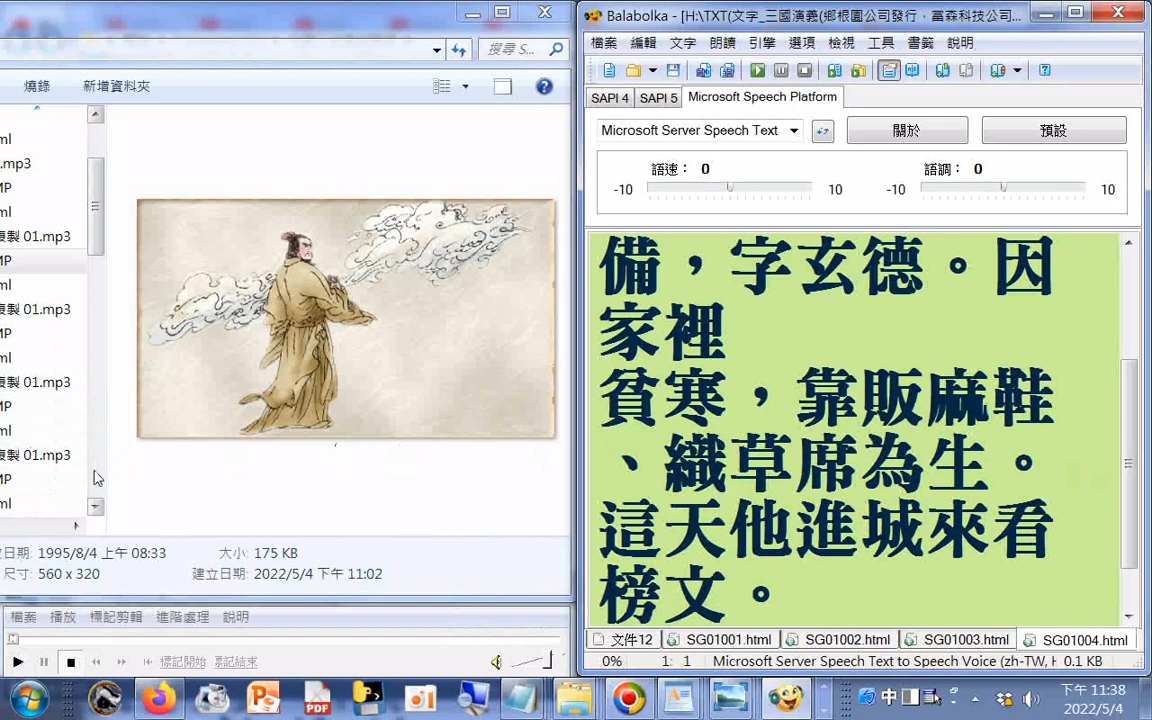 搜尋 S...
燒錄 新增資料夾
ml
.mp3
MP
ml
複製 01.mp3
MP
ml
複製 01.mp3
MP
ml
複製 01.mp3
MP
ml
複製 01.mp3
MP
ml
日期: 1995/8/4 上午 08:33 大小: 175 KB
尺寸: 560 x 320 建立日期: 2022/5/4 下午 11:02
檔案 播放 標記剪輯 進階處理 說明
標記開始 標記結束
Balabolka - [H:\TXT(文字_三國演義(鄉根園公司發行，富森科技公司...
檔案 編輯 文字 朗讀 引擎 選項 檢視 工具 書籤 說明
SAPI 4 SAPI 5 Microsoft Speech Platform
Microsoft Server Speech Text 關於 預設
語速： 0 語調： 0
-10 10 -10 10
備，字玄德。因
家裡
貧寒，靠販麻鞋
、織草席為生。
這天他進城來看
榜文。
文件12 SG01001.html SG01002.html SG01003.html SG01004.html
0% 1: 1 Microsoft Server Speech Text to Speech Voice (zh-TW, H 0.1 KB
PDF
中
下午 11:38
2022/5/4